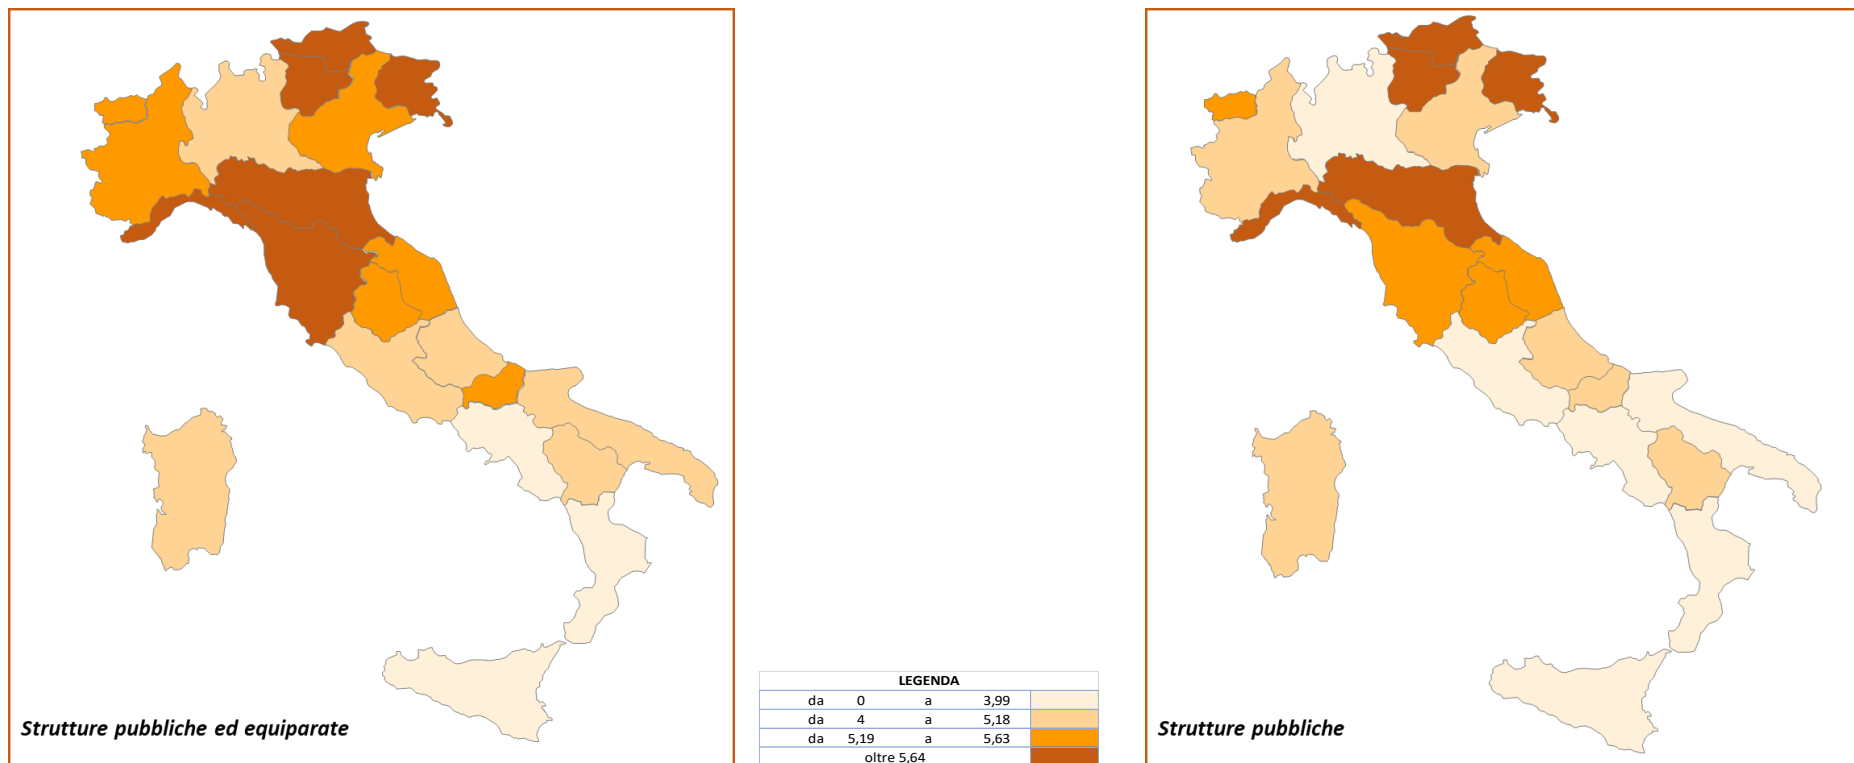 Strutture pubbliche ed equiparate
LEGENDA
da 0 a 3,99
da 4 a 5,18
da 5,19 a 5,63
oltre 5,64
Strutture pubbliche